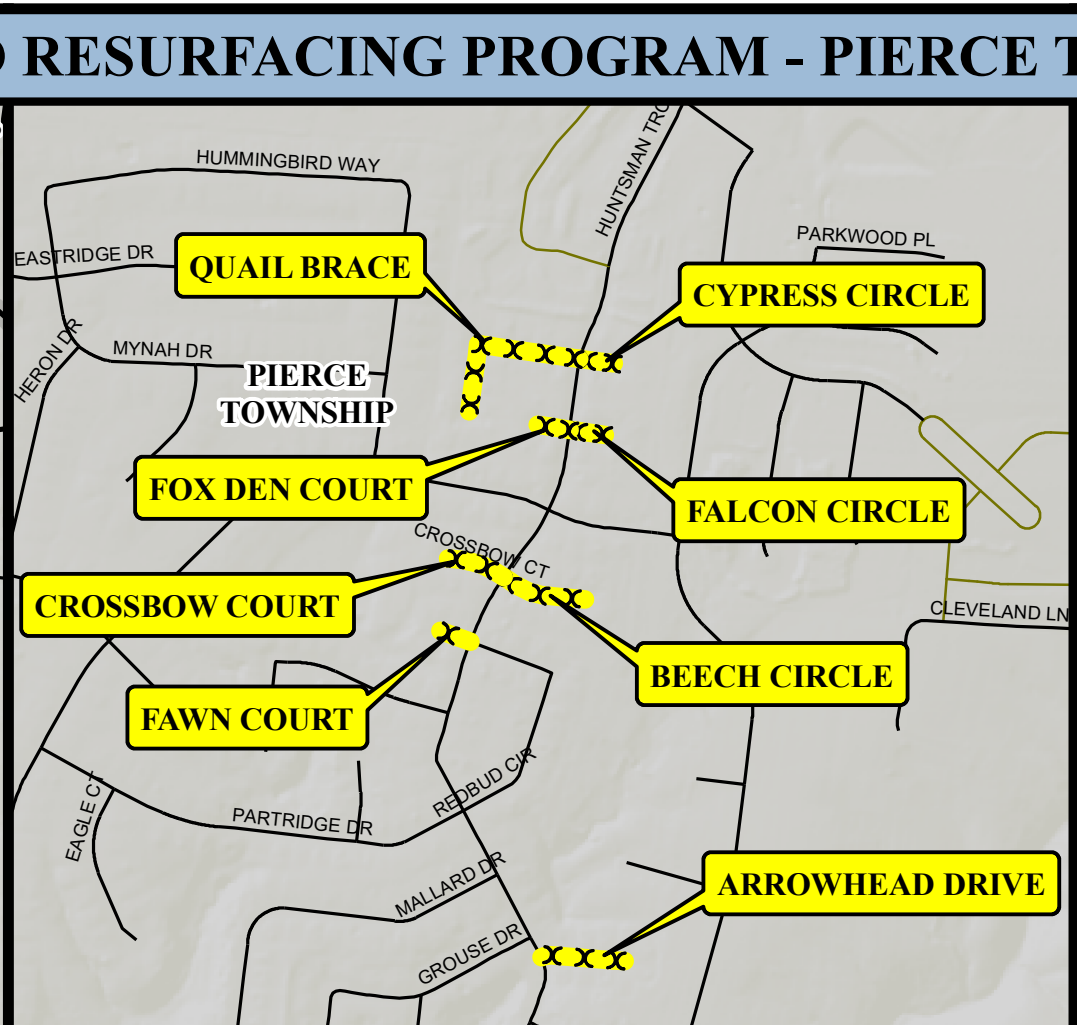 RESURFACING PROGRAM - PIERCE
HUMMINGBIRD WAY
HUNTSMAN
PARKWOOD PL
EASTRIDGE DR
QUAIL BRACE
CYPRESS CIRCLE
HERON DR
MYNAH DR
PIERCE
TOWNSHIP
FOX DEN COURT
FALCON CIRCLE
CROSSBOW CT
CROSSBOW COURT
CLEVELAND LN
BEECH CIRCLE
FAWN COURT
REDBUD CIR
EAGLE CT
PARTRIDGE DR
MALLARD DR
ARROWHEAD DRIVE
GROUSE DR